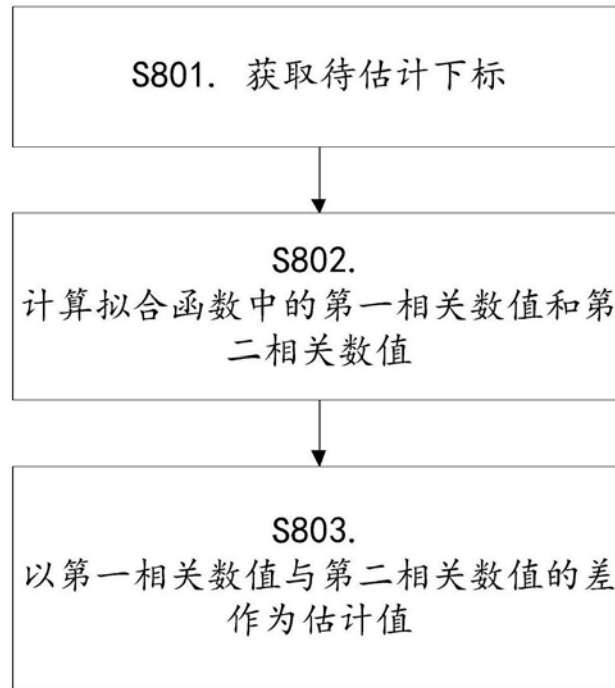 S801. 获取待估计下标
S802.
计算拟合函数中的第一相关数值和第
二相关数值
S803.
以第一相关数值与第二相关数值的差
作为估计值